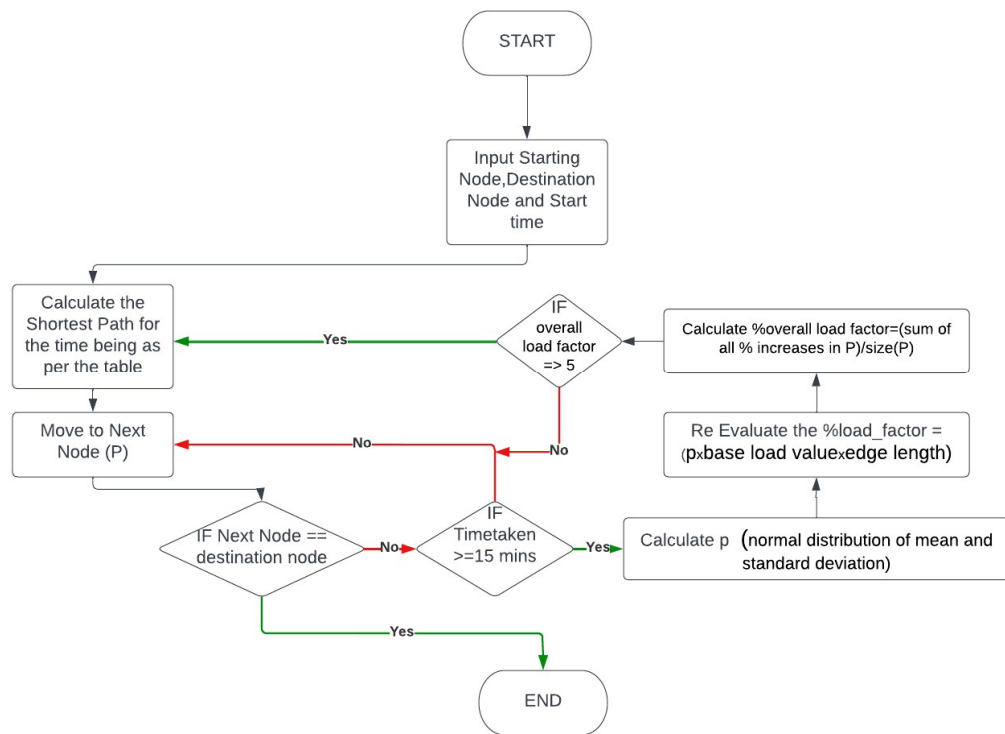 START
Input Starting
Node,Destination
Node and Start
time
Calculate the
Shortest Path for
the time being as
per the table
Yes
IF
overall
load factor
=> 5
Calculate %overall load factor=(sum of
all % increases in P)/size(P)
Move to Next
Node (P)
No
No
Re Evaluate the %load_factor =
(pxbase load valuexedge length)
IF Next Node ==
destination node
No
IF
Timetaken
>=15 mins
Yes
Calculate p (normal distribution of mean and
standard deviation)
Yes
END